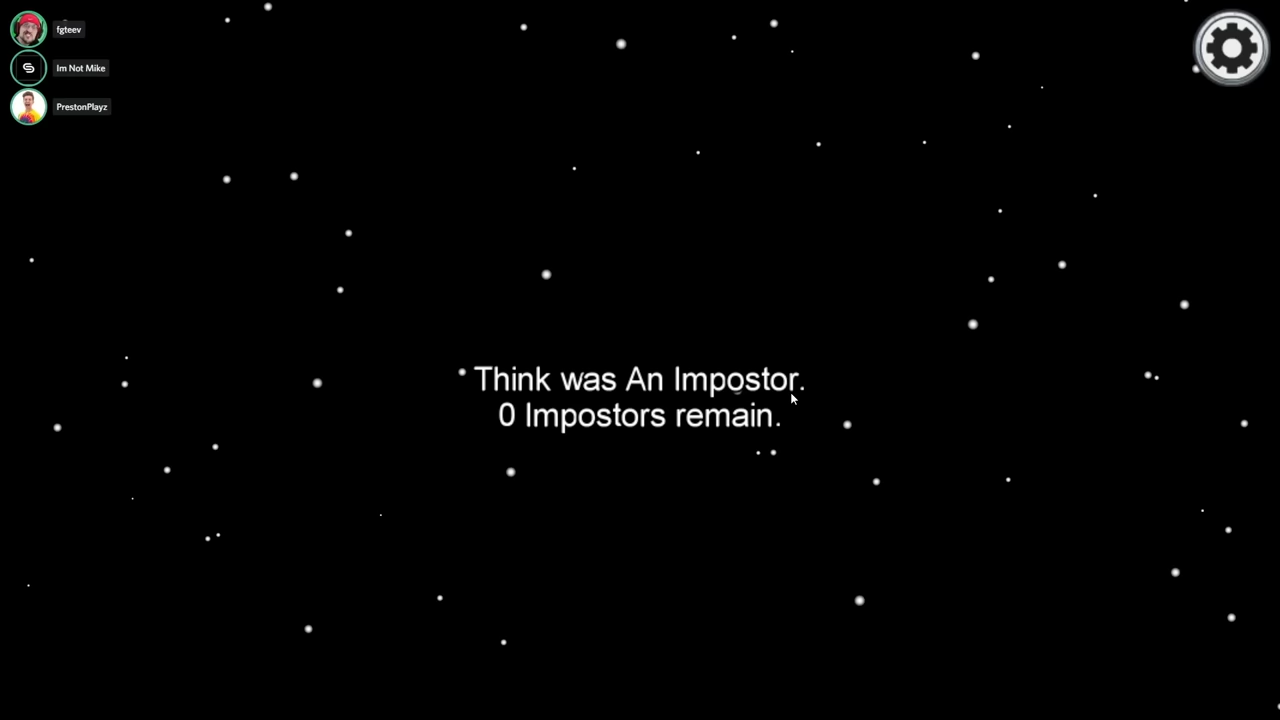 fgteev
Im Not Mike
PrestonPlayz
Think was An Impostor.
0 Impostors remain.